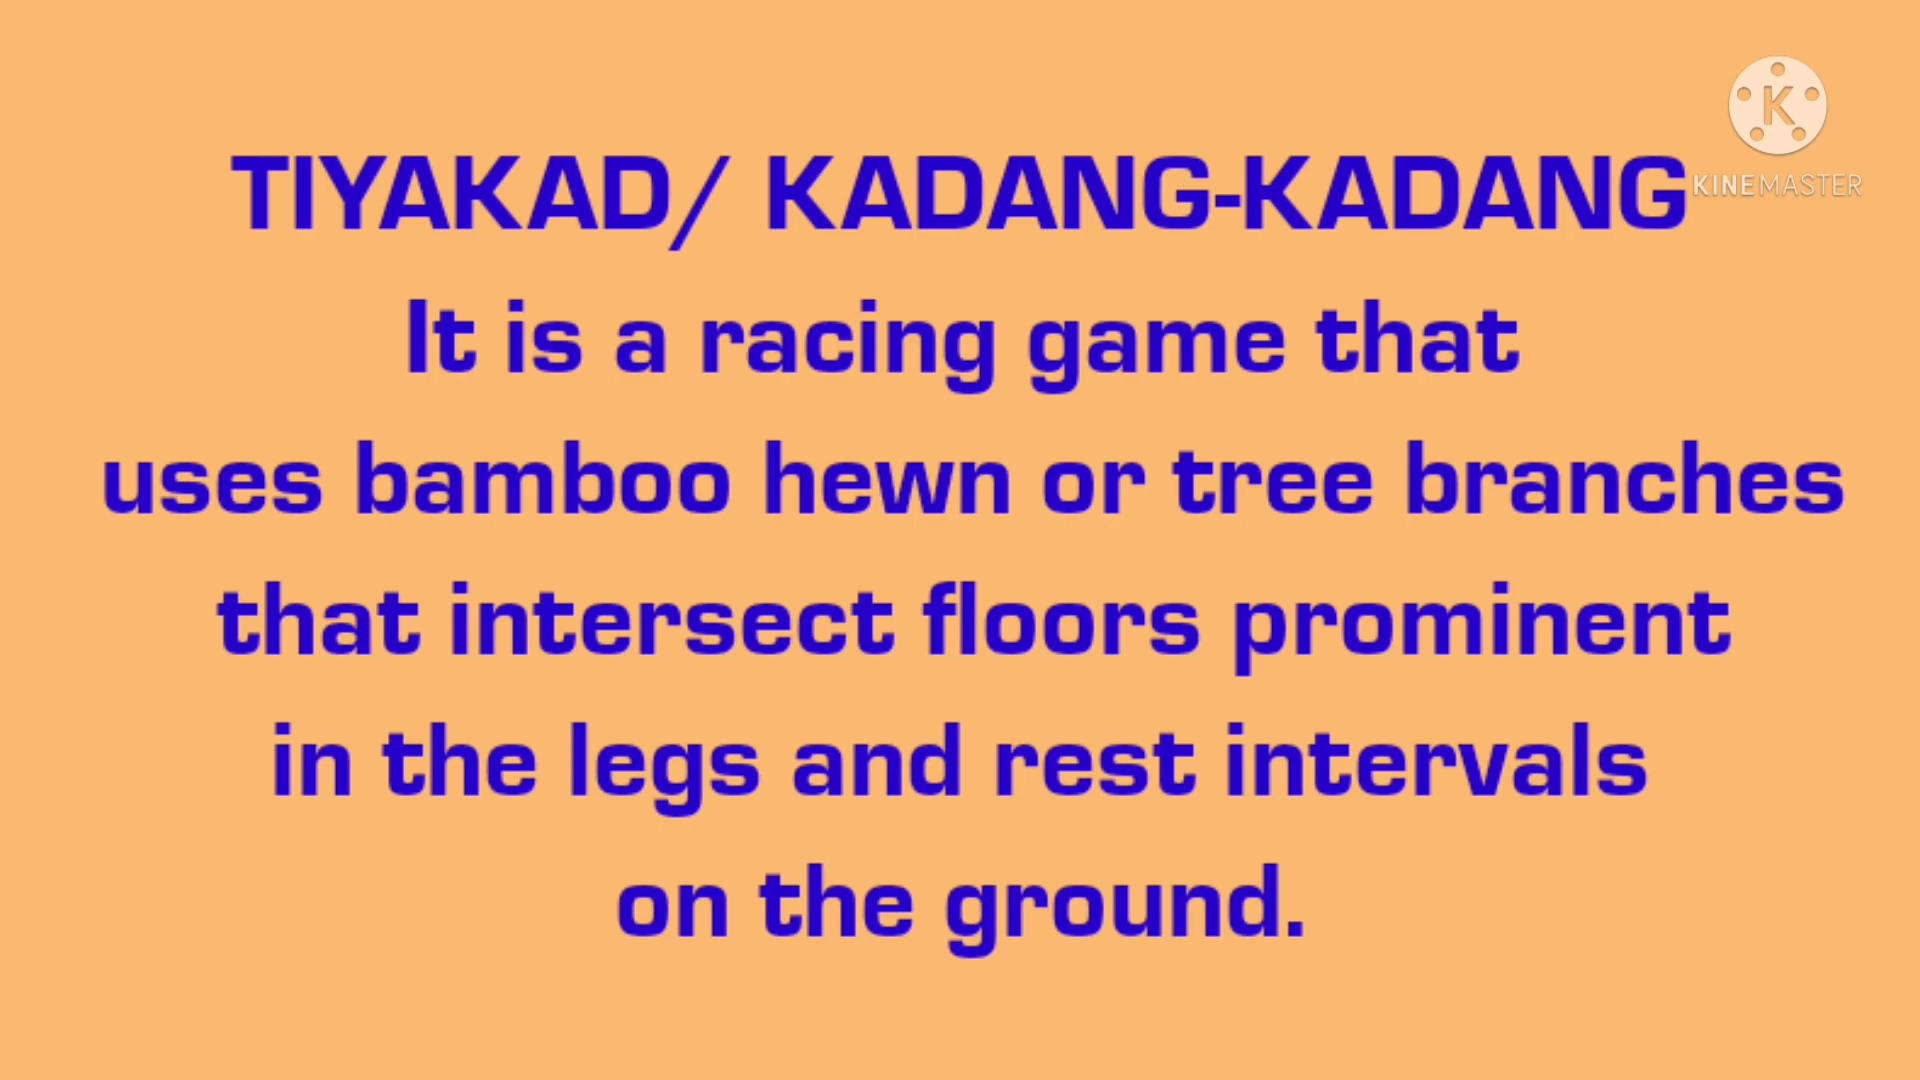 TIYAKAD/ KADANG-KADANG
KINEMASTER
It is a racing game that
uses bamboo hewn or tree branches
that intersect floors prominent
in the legs and rest intervals
on the ground.